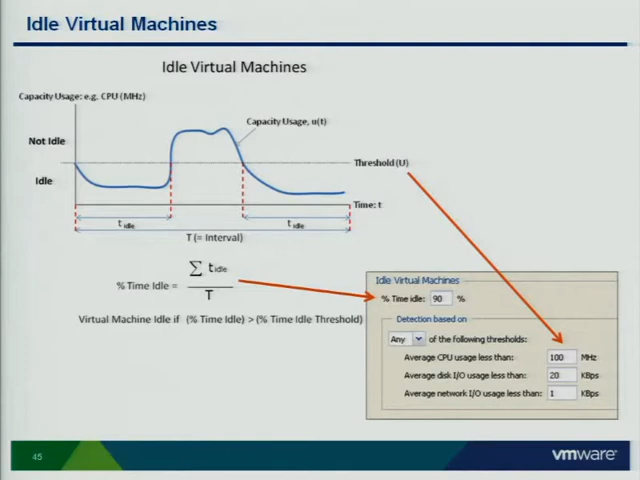 Idle Virtual Machines
Idle Virtual Machines
Capacity Usage: e.g. CPU (MHz)
Capacity Usage, u(t)
Not Idle
Threshold (U)
Idle
Time: t
t idle
t idle
T (= Interval)
% Time Idle = ∑ t idle / T
Virtual Machine Idle if (% Time Idle) > (% Time Idle Threshold)
Idle Virtual Machines
% Time idle: 90 %
Detection based on
Any of the following thresholds:
Average CPU usage less than: 100 MHz
Average disk I/O usage less than: 20 KBps
Average network I/O usage less than: 1 KBps
45
vmware